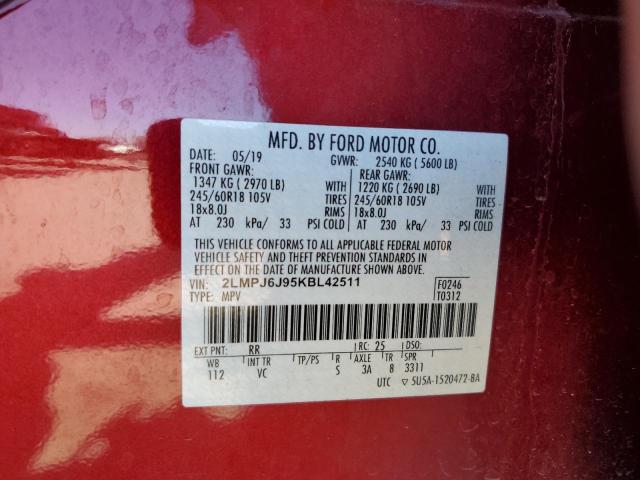 MFD. BY FORD MOTOR CO.
DATE: 05/19 GVWR: 2540 KG ( 5600 LB)
FRONT GAWR: REAR GAWR:
1347 KG ( 2970 LB) WITH 1220 KG ( 2690 LB) WITH
245/60R18 105V TIRES 245/60R18 105V TIRES
18x8.0J RIMS 18x8.0J RIMS
AT 230 kPa/ 33 PSI COLD AT 230 kPa/ 33 PSI COLD
THIS VEHICLE CONFORMS TO ALL APPLICABLE FEDERAL MOTOR
VEHICLE SAFETY AND THEFT PREVENTION STANDARDS IN
EFFECT ON THE DATE OF MANUFACTURE SHOWN ABOVE.
VIN: 2LMPJ6J95KBL42511 F0246
TYPE: MPV T0312
EXT PNT: RR RC: 25 DSO:
WB INT TR TP/PS R AXLE TR SPR
112 VC S 3A 8 3311
UTC ▽ 5U5A-1520472-BA